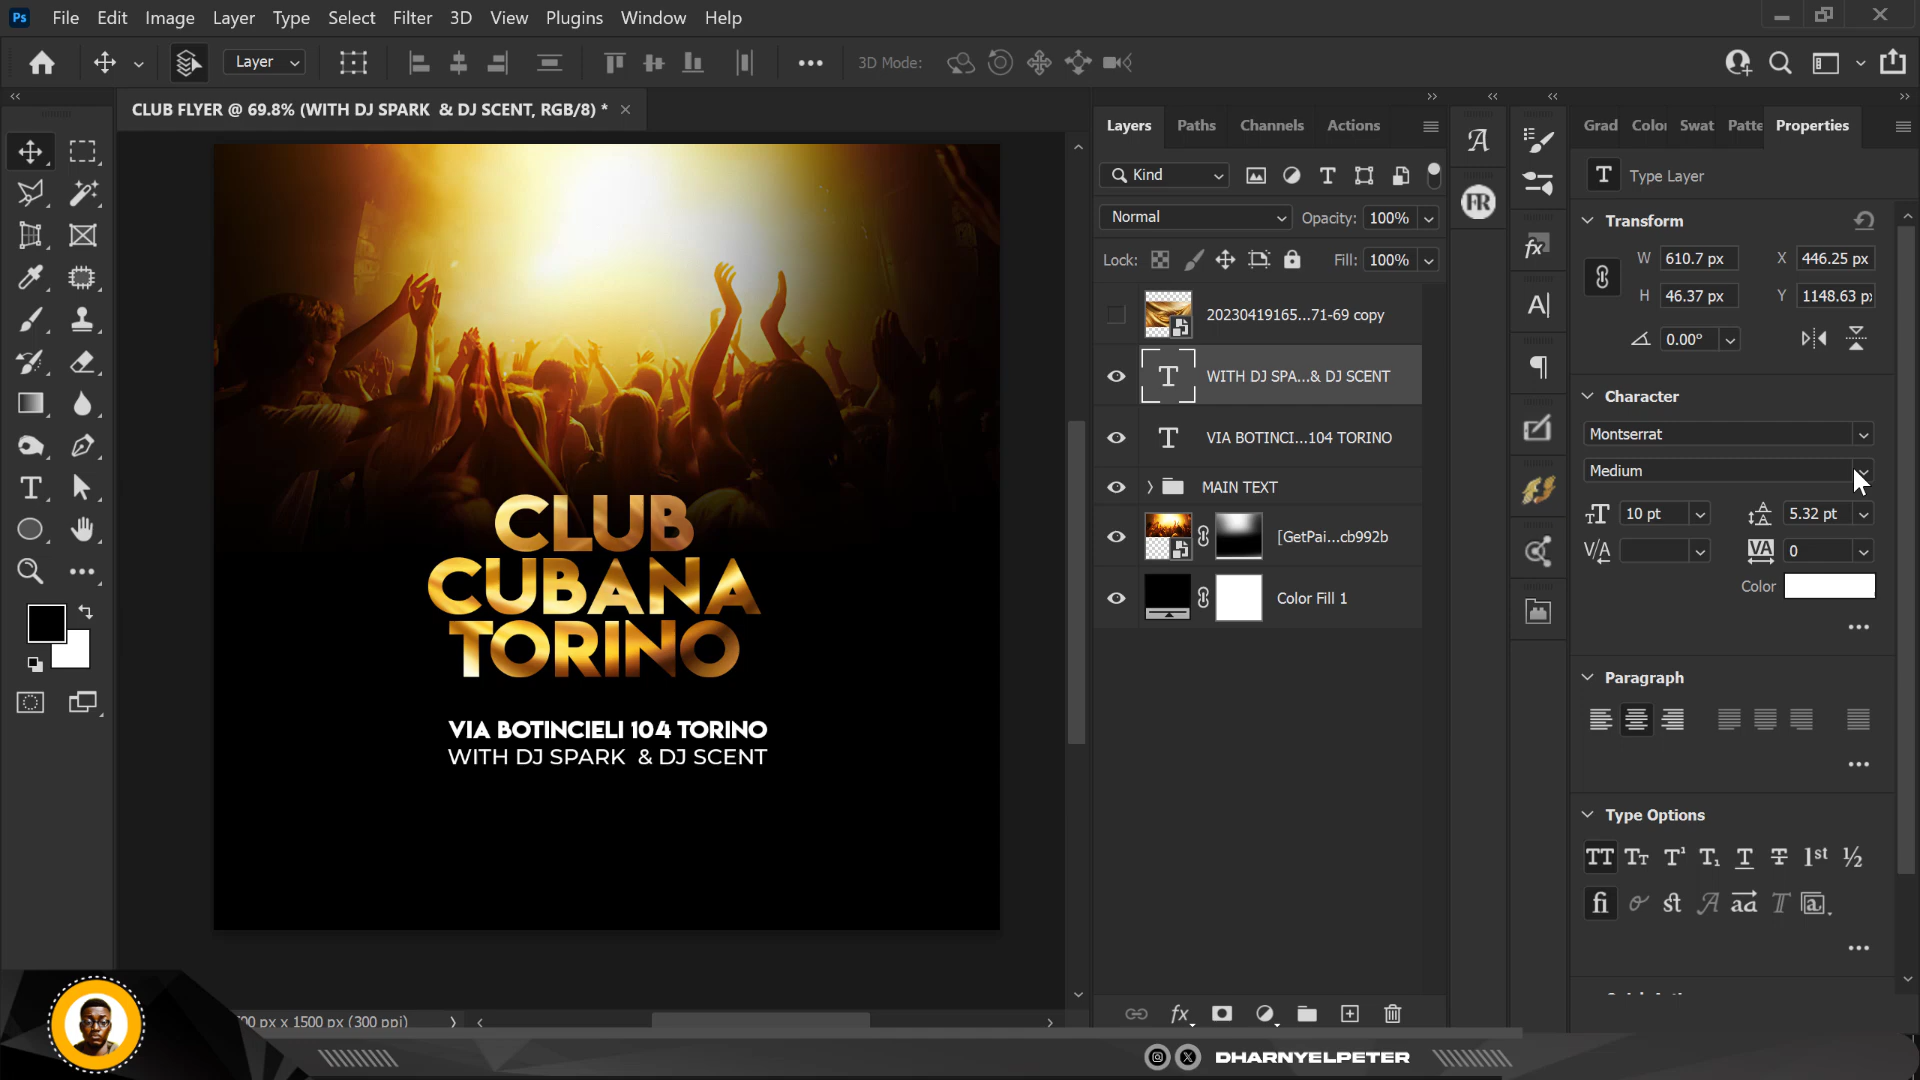 Ps File Edit Image Layer Type Select Filter 3D View Plugins Window Help
Layer 3D Mode:
CLUB FLYER @ 69.8% (WITH DJ SPARK  & DJ SCENT, RGB/8) *
Layers Paths Channels Actions
Kind
Normal Opacity: 100%
Lock: Fill: 100%
20230419165...71-69 copy
WITH DJ SPA...& DJ SCENT
VIA BOTINCI...104 TORINO
MAIN TEXT
[GetPai...cb992b
Color Fill 1
FR
Grad Color Swat Patte Properties
Type Layer
Transform
W 610.7 px X 446.25 px
H 46.37 px Y 1148.63 px
0.00°
Character
Montserrat
Medium
10 pt 5.32 pt
0
Color
Paragraph
Type Options
CLUB
CUBANA
TORINO
VIA BOTINCIELI 104 TORINO
WITH DJ SPARK  & DJ SCENT
00 px x 1500 px (300 ppi)
DHARNYELPETER